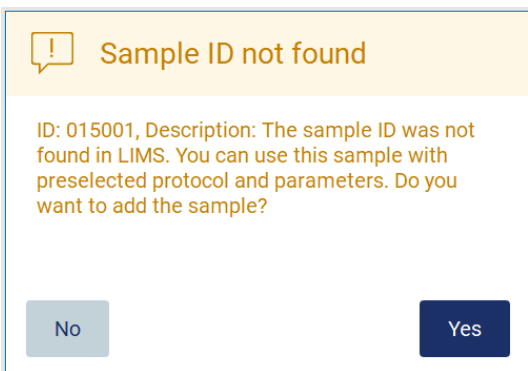 !
Sample ID not found
ID: 015001, Description: The sample ID was not
found in LIMS. You can use this sample with
preselected protocol and parameters. Do you
want to add the sample?
No
Yes